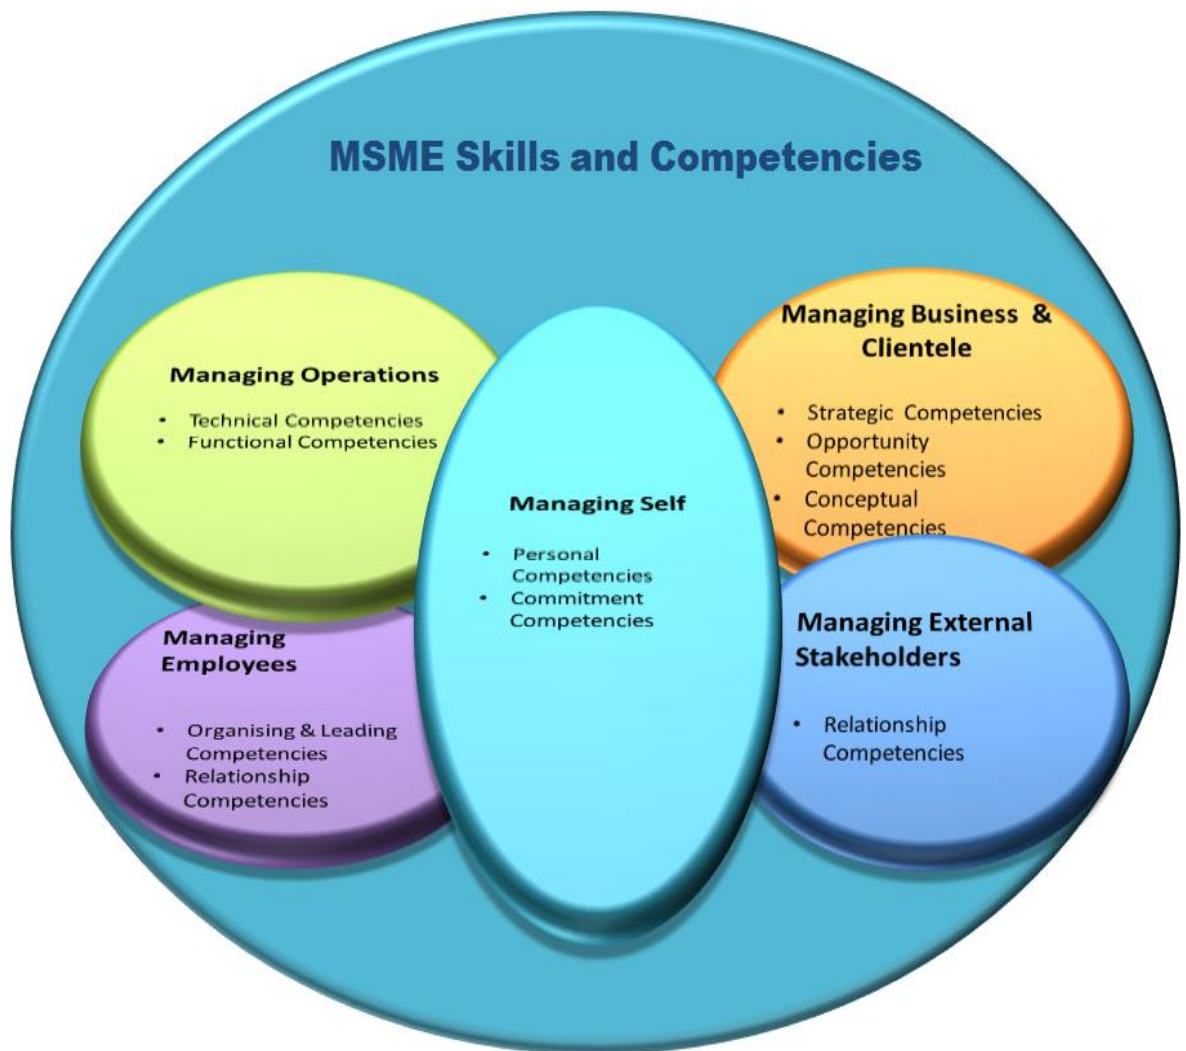 MSME Skills and Competencies
Managing Operations
• Technical Competencies
• Functional Competencies
Managing Business &
Clientele
• Strategic Competencies
• Opportunity
Competencies
• Conceptual
Competencies
Managing Self
• Personal
Competencies
• Commitment
Competencies
Managing
Employees
• Organising & Leading
Competencies
• Relationship
Competencies
Managing External
Stakeholders
• Relationship
Competencies